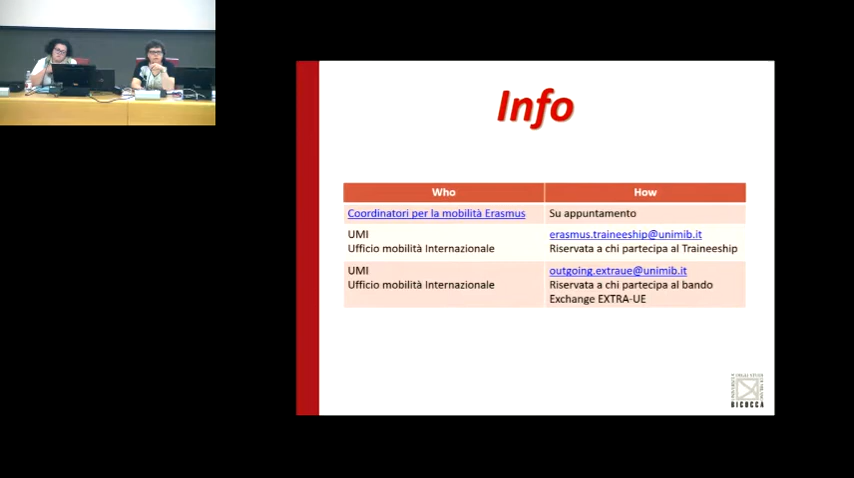 Info
Who
How
Coordinatori per la mobilità Erasmus
Su appuntamento
UMI
Ufficio mobilità Internazionale
erasmus.traineeship@unimib.it
Riservata a chi partecipa al Traineeship
UMI
Ufficio mobilità Internazionale
outgoing.extraue@unimib.it
Riservata a chi partecipa al bando
Exchange EXTRA-UE
BICOCCA